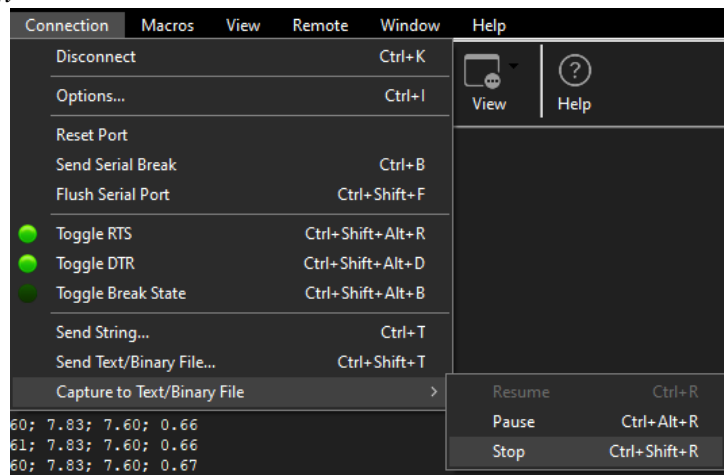 Connection Macros View Remote Window Help
Disconnect Ctrl+K
Options... Ctrl+I
View Help
Reset Port
Send Serial Break Ctrl+B
Flush Serial Port Ctrl+Shift+F
Toggle RTS Ctrl+Shift+Alt+R
Toggle DTR Ctrl+Shift+Alt+D
Toggle Break State Ctrl+Shift+Alt+B
Send String... Ctrl+T
Send Text/Binary File... Ctrl+Shift+T
Capture to Text/Binary File >
Resume Ctrl+R
Pause Ctrl+Alt+R
Stop Ctrl+Shift+R
60; 7.83; 7.60; 0.66
61; 7.83; 7.60; 0.66
60; 7.83; 7.60; 0.67